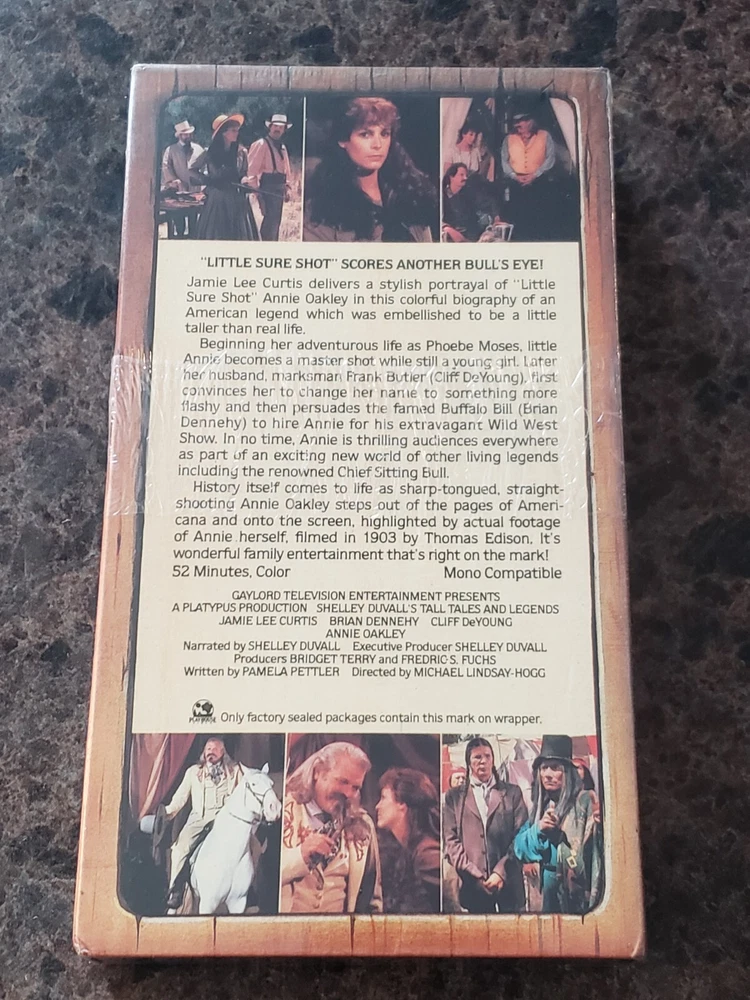 "LITTLE SURE SHOT" SCORES ANOTHER BULL'S EYE!
Jamie Lee Curtis delivers a stylish portrayal of "Little
Sure Shot" Annie Oakley in this colorful biography of an
American legend which was embellished to be a little
taller than real life.
Beginning her adventurous life as Phoebe Moses, little
Annie becomes a master shot while still a young girl. Later
her husband, marksman Frank Butler (Cliff DeYoung), first
convinces her to change her name to something more
flashy and then persuades the famed Buffalo Bill (Brian
Dennehy) to hire Annie for his extravagant Wild West
Show. In no time, Annie is thrilling audiences everywhere
as part of an exciting new world of other living legends
including the renowned Chief Sitting Bull.
History itself comes to life as sharp-tongued, straight-
shooting Annie Oakley steps out of the pages of Ameri-
cana and onto the screen, highlighted by actual footage
of Annie herself, filmed in 1903 by Thomas Edison. It's
wonderful family entertainment that's right on the mark!
52 Minutes, Color Mono Compatible
GAYLORD TELEVISION ENTERTAINMENT PRESENTS
A PLATYPUS PRODUCTION SHELLEY DUVALL'S TALL TALES AND LEGENDS
JAMIE LEE CURTIS BRIAN DENNEHY CLIFF DeYOUNG
ANNIE OAKLEY
Narrated by SHELLEY DUVALL Executive Producer SHELLEY DUVALL
Producers BRIDGET TERRY and FREDRIC S. FUCHS
Written by PAMELA PETTLER Directed by MICHAEL LINDSAY-HOGG
PLAYHOUSE Only factory sealed packages contain this mark on wrapper.